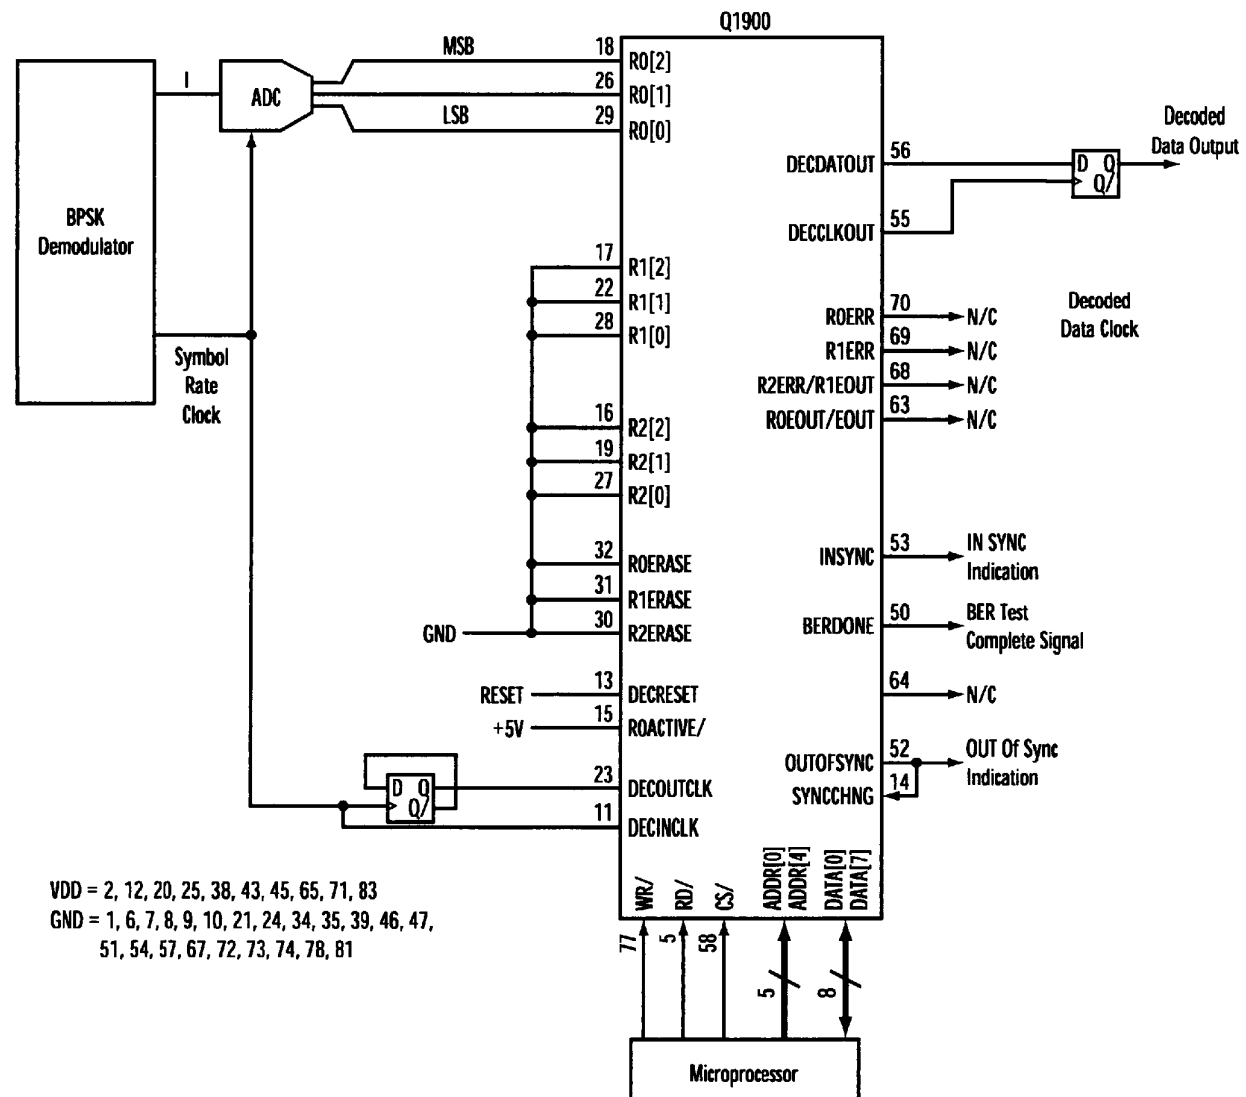 Q1900
BPSK
Demodulator
I
ADC
MSB
LSB
Symbol
Rate
Clock
18 R0[2]
26 R0[1]
29 R0[0]
17 R1[2]
22 R1[1]
28 R1[0]
16 R2[2]
19 R2[1]
27 R2[0]
32 R0ERASE
31 R1ERASE
GND 30 R2ERASE
RESET 13 DECRESET
+5V 15 R0ACTIVE/
D Q
Q/
23 DECOUTCLK
11 DECINCLK
DECDATOUT 56
DECCLKOUT 55
D Q
Q/
Decoded
Data Output
Decoded
Data Clock
R0ERR 70 N/C
R1ERR 69 N/C
R2ERR/R1EOUT 68 N/C
R0EOUT/EOUT 63 N/C
INSYNC 53 IN SYNC
Indication
BERDONE 50 BER Test
Complete Signal
64 N/C
OUTOFSYNC 52 OUT Of Sync
Indication
SYNCCHNG 14
WR/
RD/
CS/
ADDR[0]
ADDR[4]
DATA[0]
DATA[7]
77
5
58
5
8
Microprocessor
VDD = 2, 12, 20, 25, 38, 43, 45, 65, 71, 83
GND = 1, 6, 7, 8, 9, 10, 21, 24, 34, 35, 39, 46, 47,
51, 54, 57, 67, 72, 73, 74, 78, 81